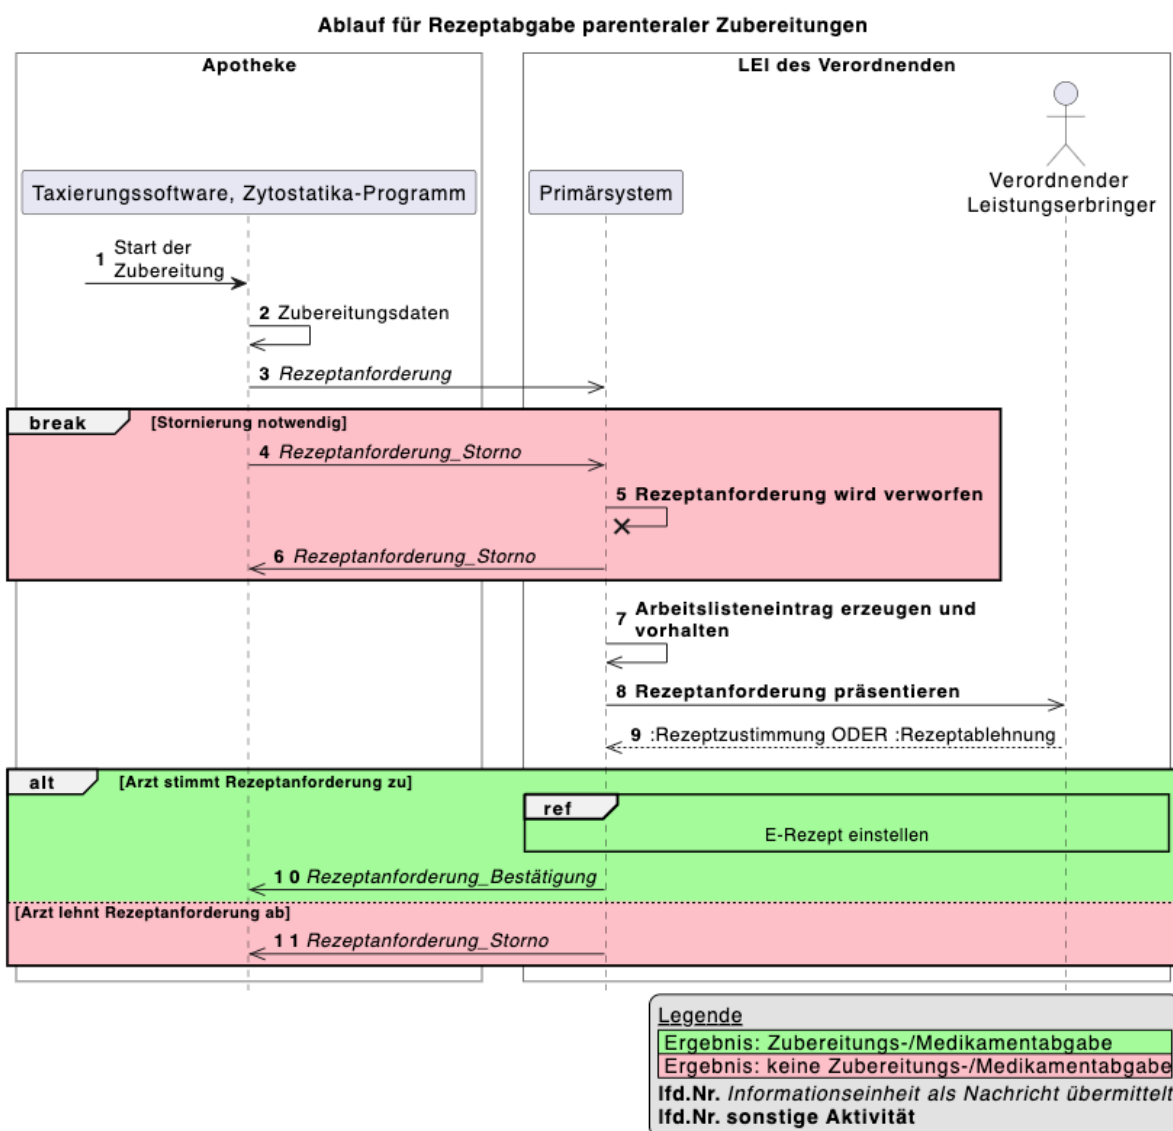 Ablauf für Rezeptabgabe parenteraler Zubereitungen
Apotheke
LEI des Verordnenden
Taxierungssoftware, Zytostatika-Programm
Primärsystem
Verordnender
Leistungserbringer
1 Start der
Zubereitung
2 Zubereitungsdaten
3 Rezeptanforderung
break [Stornierung notwendig]
4 Rezeptanforderung_Storno
5 Rezeptanforderung wird verworfen
6 Rezeptanforderung_Storno
7 Arbeitslisteneintrag erzeugen und
vorhalten
8 Rezeptanforderung präsentieren
9 :Rezeptzustimmung ODER :Rezeptablehnung
alt [Arzt stimmt Rezeptanforderung zu]
ref
E-Rezept einstellen
10 Rezeptanforderung_Bestätigung
[Arzt lehnt Rezeptanforderung ab]
11 Rezeptanforderung_Storno
Legende
Ergebnis: Zubereitungs-/Medikamentabgabe
Ergebnis: keine Zubereitungs-/Medikamentabgabe
lfd.Nr. Informationseinheit als Nachricht übermittelt
lfd.Nr. sonstige Aktivität